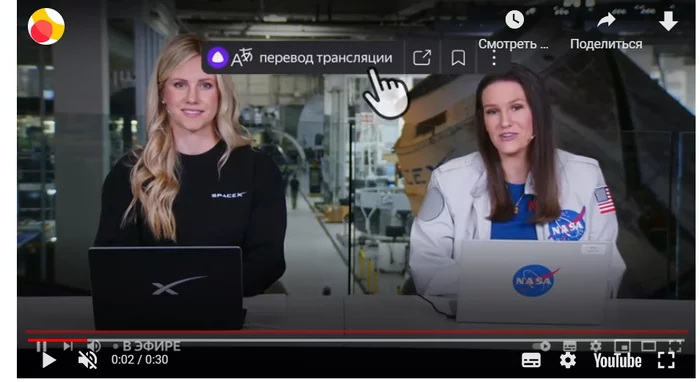 Смотреть ...
Поделиться
перевод трансляции
SPACEX
NASA
NASA
• В ЭФИРЕ
0:02 / 0:30
YouTube